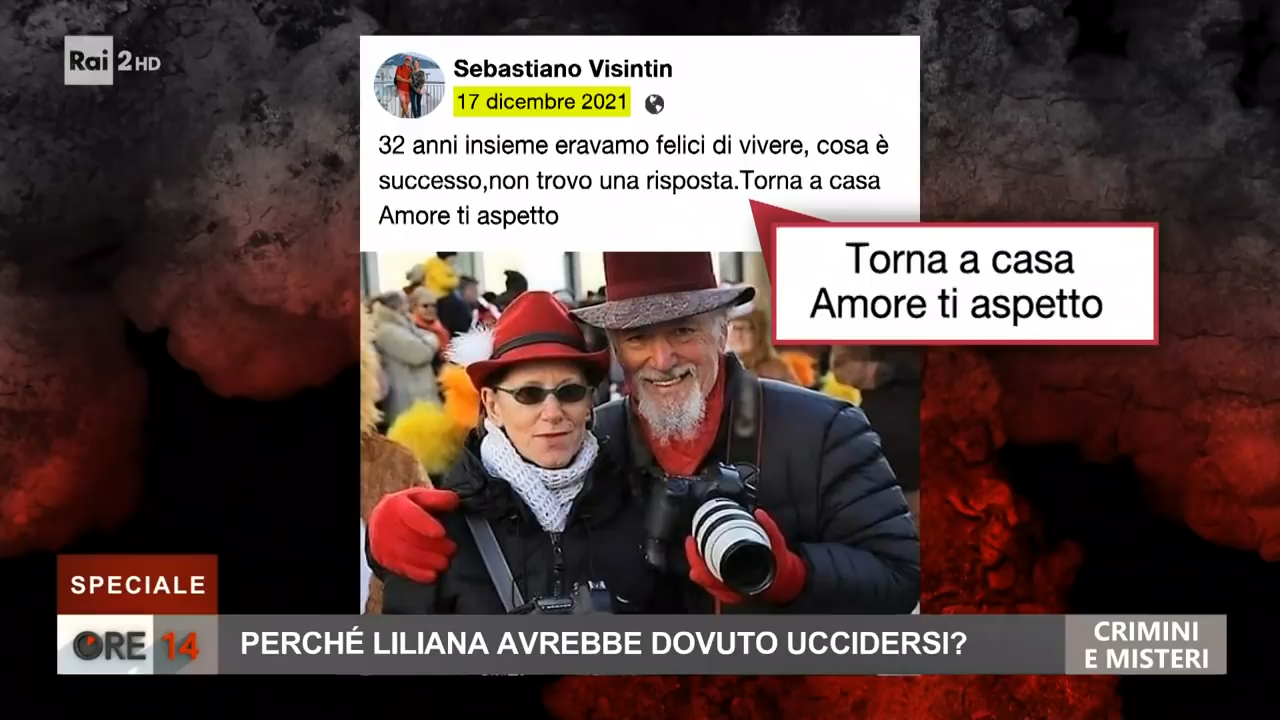 Rai 2HD
Sebastiano Visintin
17 dicembre 2021
32 anni insieme eravamo felici di vivere, cosa è
successo,non trovo una risposta.Torna a casa
Amore ti aspetto
Torna a casa
Amore ti aspetto
SPECIALE
ORE 14
PERCHÉ LILIANA AVREBBE DOVUTO UCCIDERSI?
CRIMINI
E MISTERI